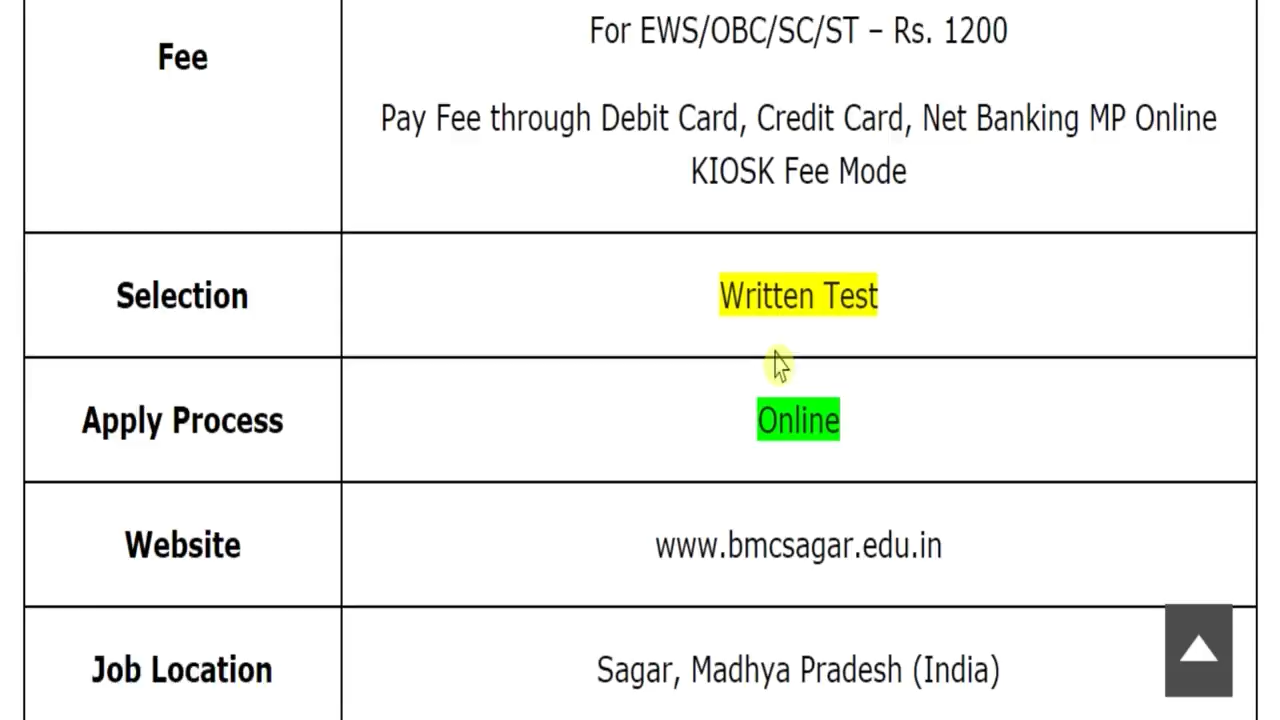 Fee
For EWS/OBC/SC/ST – Rs. 1200
Pay Fee through Debit Card, Credit Card, Net Banking MP Online
KIOSK Fee Mode
Selection
Written Test
Apply Process
Online
Website
www.bmcsagar.edu.in
Job Location
Sagar, Madhya Pradesh (India)